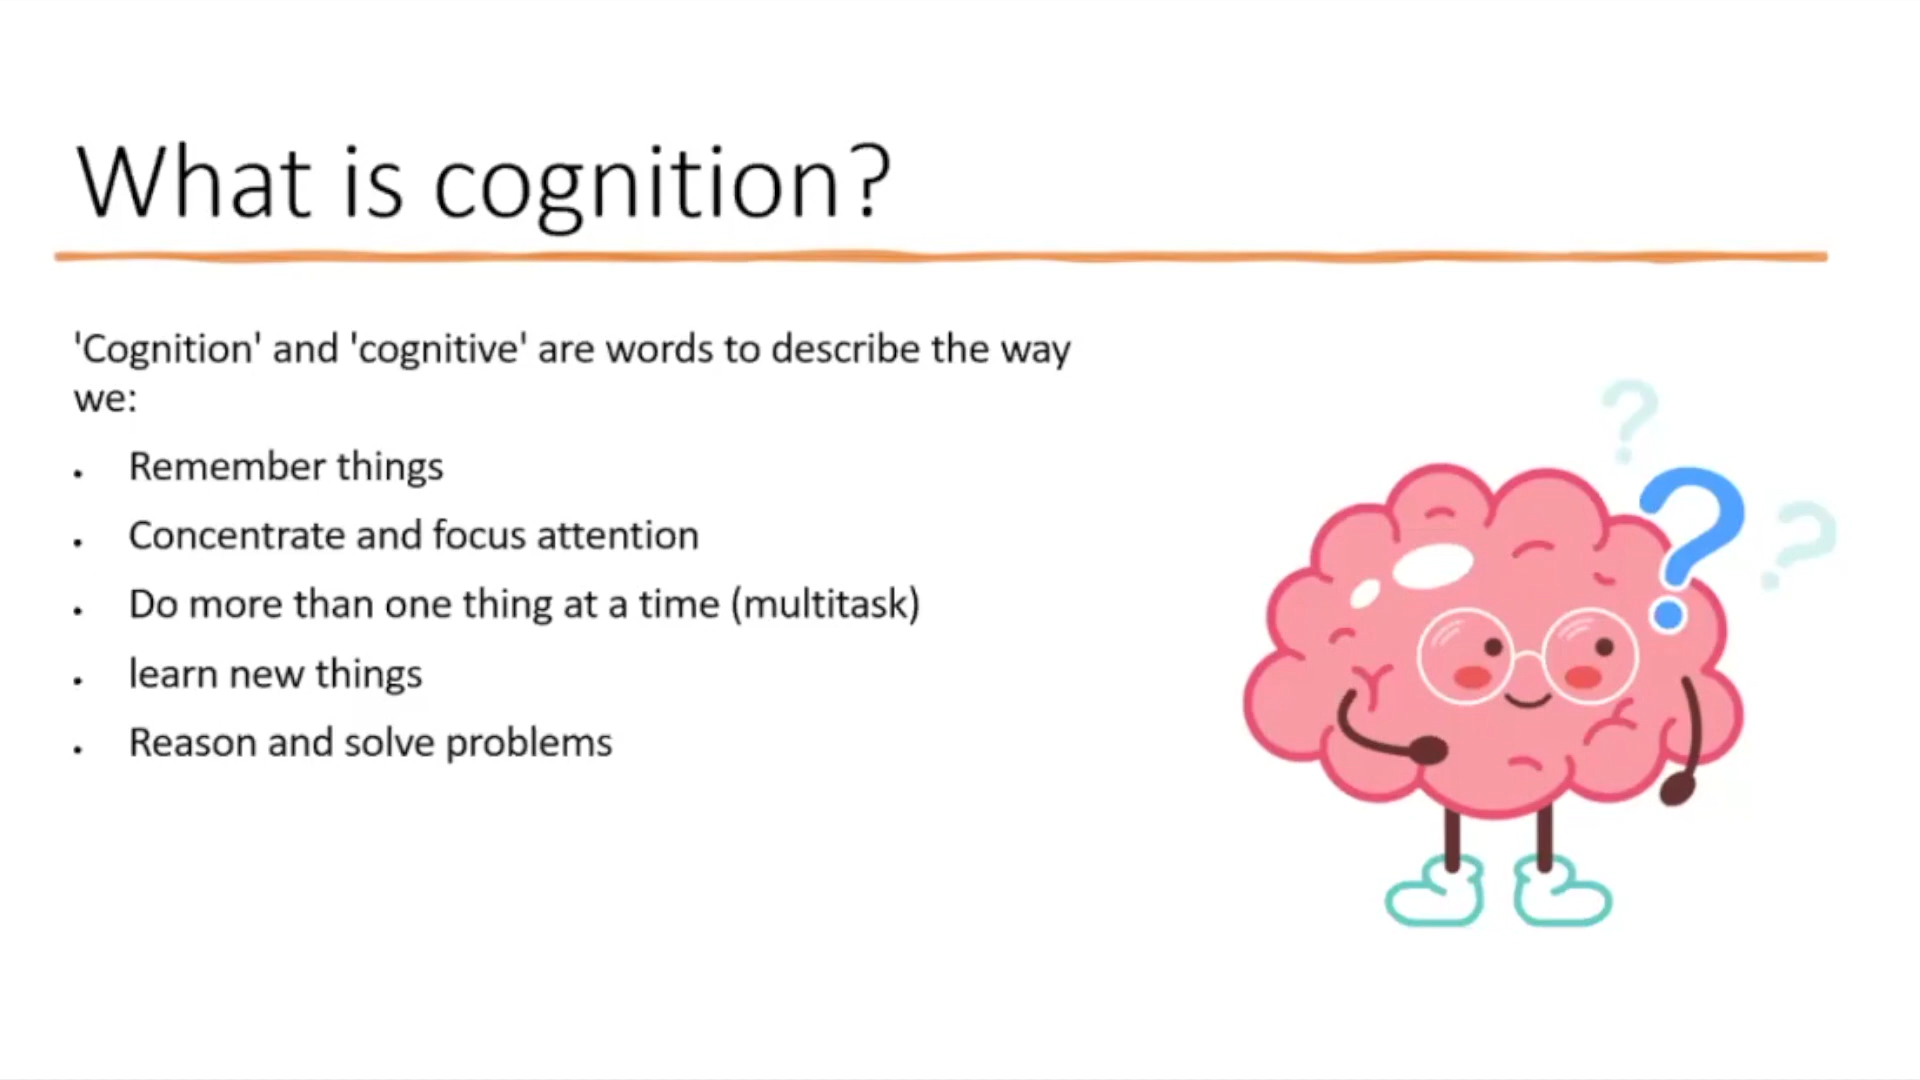 What is cognition?
'Cognition' and 'cognitive' are words to describe the way
we:
• Remember things
• Concentrate and focus attention
• Do more than one thing at a time (multitask)
• learn new things
• Reason and solve problems
?
?
?